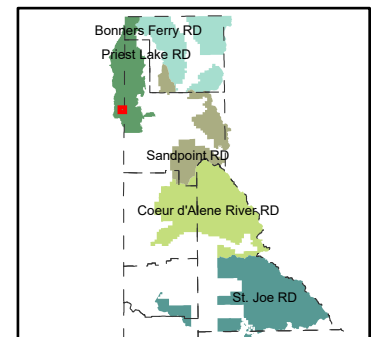 Bonners Ferry RD
Priest Lake RD
Sandpoint RD
Coeur d'Alene River RD
St. Joe RD